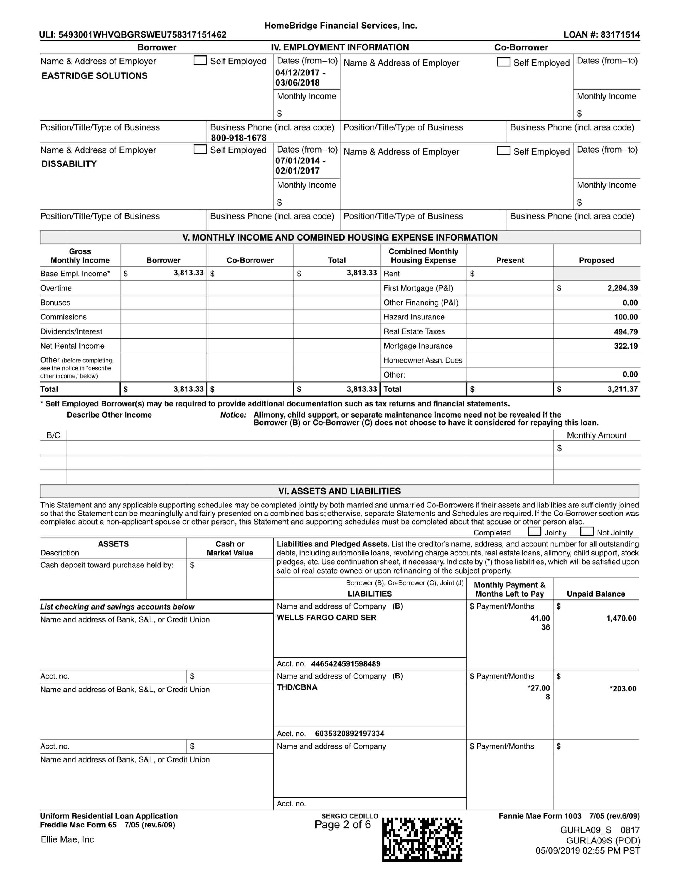 HomeBridge Financial Services, Inc.
ULI: 5493001WHVQBGRSWEU758317151462 LOAN #: 83171514
Borrower IV. EMPLOYMENT INFORMATION Co-Borrower
Name & Address of Employer Self Employed Dates (from–to) Name & Address of Employer Self Employed Dates (from–to)
EASTRIDGE SOLUTIONS 04/12/2017 -
03/06/2018
Monthly Income Monthly Income
$ $
Position/Title/Type of Business Business Phone (incl. area code) Position/Title/Type of Business Business Phone (incl. area code)
800-918-1678
Name & Address of Employer Self Employed Dates (from–to) Name & Address of Employer Self Employed Dates (from–to)
DISSABILITY 07/01/2014 -
02/01/2017
Monthly Income Monthly Income
$ $
Position/Title/Type of Business Business Phone (incl. area code) Position/Title/Type of Business Business Phone (incl. area code)
V. MONTHLY INCOME AND COMBINED HOUSING EXPENSE INFORMATION
Gross Combined Monthly
Monthly Income Borrower Co-Borrower Total Housing Expense Present Proposed
Base Empl. Income* $ 3,813.33 $ $ 3,813.33 Rent $
Overtime First Mortgage (P&I) $ 2,294.39
Bonuses Other Financing (P&I) 0.00
Commissions Hazard Insurance 100.00
Dividends/Interest Real Estate Taxes 494.79
Net Rental Income Mortgage Insurance 322.19
Other (before completing, Homeowner Assn. Dues
see the notice in "describe
other income," below) Other: 0.00
Total $ 3,813.33 $ $ 3,813.33 Total $ $ 3,211.37
* Self Employed Borrower(s) may be required to provide additional documentation such as tax returns and financial statements.
Describe Other Income Notice: Alimony, child support, or separate maintenance income need not be revealed if the
Borrower (B) or Co-Borrower (C) does not choose to have it considered for repaying this loan.
B/C Monthly Amount
$
VI. ASSETS AND LIABILITIES
This Statement and any applicable supporting schedules may be completed jointly by both married and unmarried Co-Borrowers if their assets and liabilities are sufficiently joined
so that the Statement can be meaningfully and fairly presented on a combined basis; otherwise, separate Statements and Schedules are required. If the Co-Borrower section was
completed about a non-applicant spouse or other person, this Statement and supporting schedules must be completed about that spouse or other person also.
Completed Jointly Not Jointly
ASSETS Cash or Liabilities and Pledged Assets. List the creditor's name, address, and account number for all outstanding
Description Market Value debts, including automobile loans, revolving charge accounts, real estate loans, alimony, child support, stock
Cash deposit toward purchase held by: $ pledges, etc. Use continuation sheet, if necessary. Indicate by (*) those liabilities, which will be satisfied upon
sale of real estate owned or upon refinancing of the subject property.
Borrower (B), Co-Borrower (C), Joint (J) Monthly Payment &
LIABILITIES Months Left to Pay Unpaid Balance
List checking and savings accounts below Name and address of Company (B) $ Payment/Months $
Name and address of Bank, S&L, or Credit Union WELLS FARGO CARD SER 41.00 1,470.00
36
Acct. no. 4465424591598489
Acct. no. $ Name and address of Company (B) $ Payment/Months $
Name and address of Bank, S&L, or Credit Union THD/CBNA *27.00 *203.00
8
Acct. no. 6035320892197334
Acct. no. $ Name and address of Company $ Payment/Months $
Name and address of Bank, S&L, or Credit Union
Acct. no.
Uniform Residential Loan Application SERGIO CEDILLO Fannie Mae Form 1003 7/05 (rev.6/09)
Freddie Mac Form 65 7/05 (rev.6/09) Page 2 of 6
GURLA09_S 0817
Ellie Mae, Inc GURLA09S (POD)
05/09/2019 02:55 PM PST